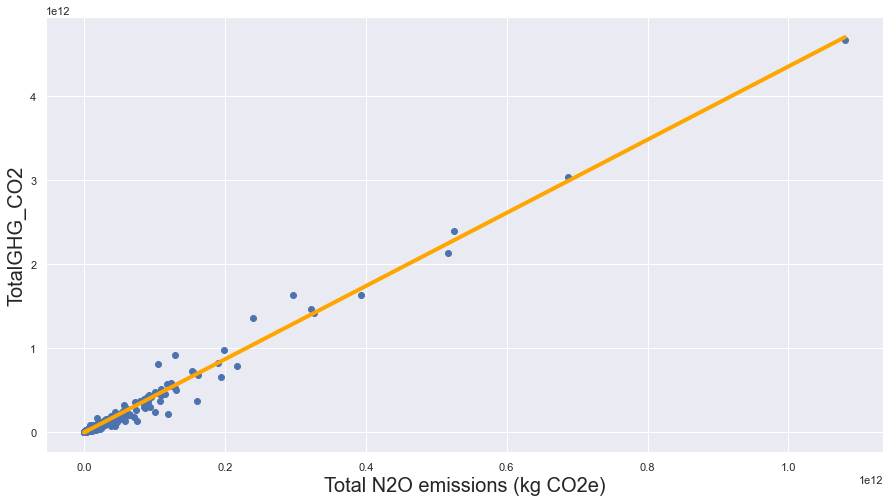 1e12
4
3
2
1
0
TotalGHG_CO2
0.0 0.2 0.4 0.6 0.8 1.0
1e12
Total N2O emissions (kg CO2e)